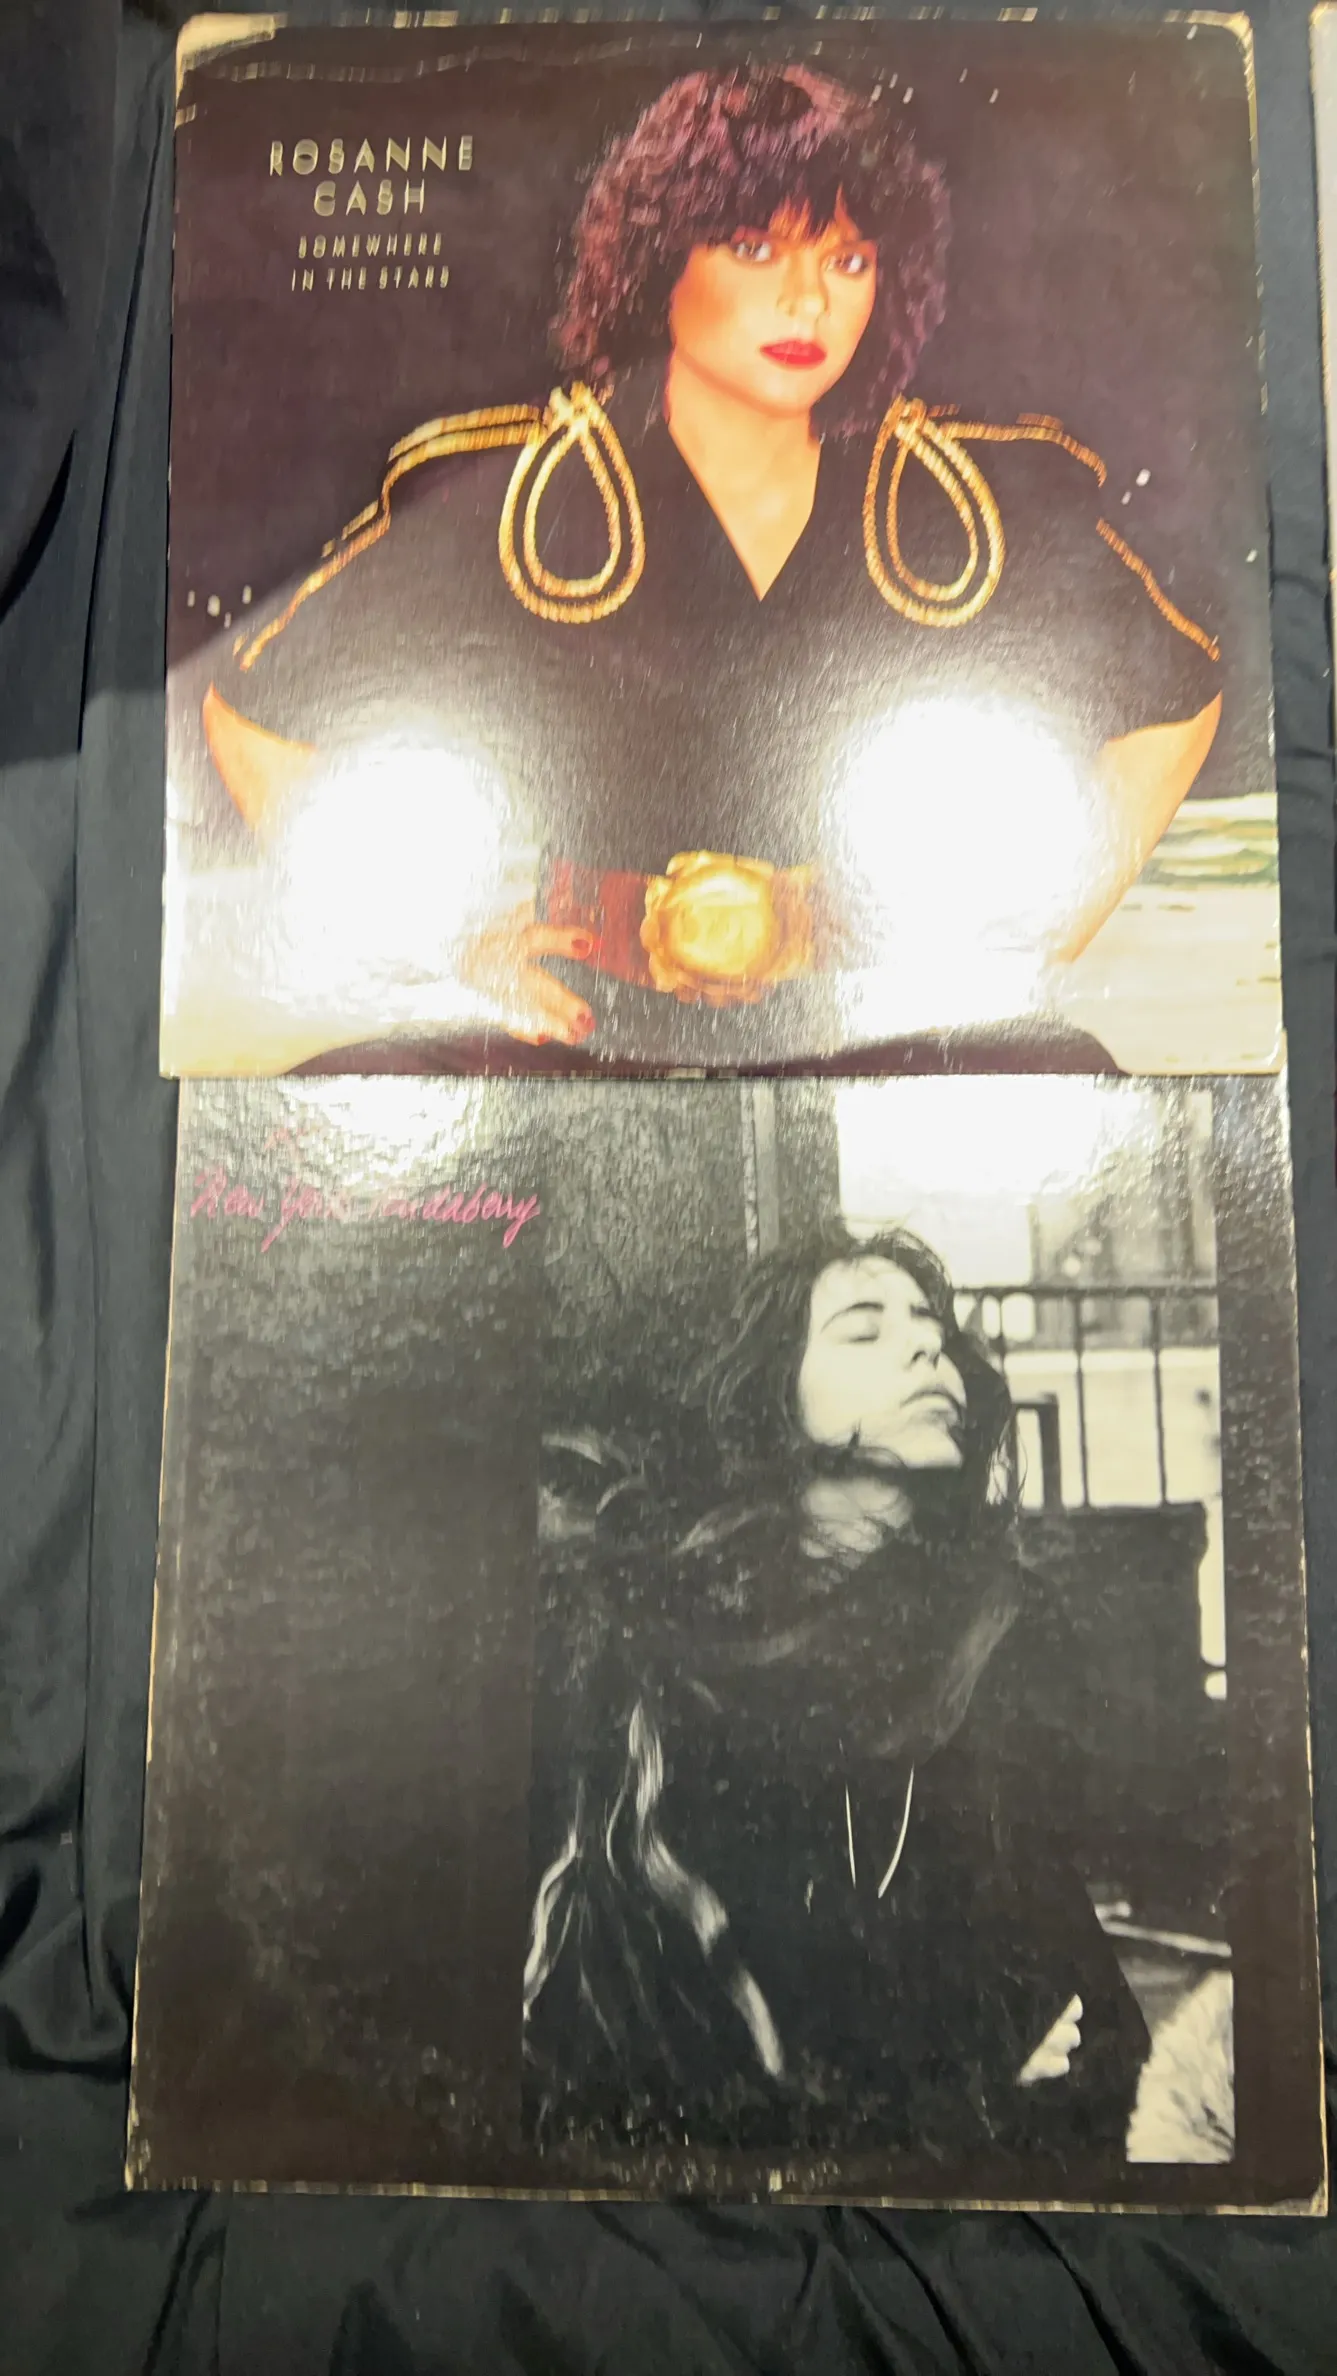 ROSANNE
CASH
SOMEWHERE
IN THE STARS
New York Tendaberry